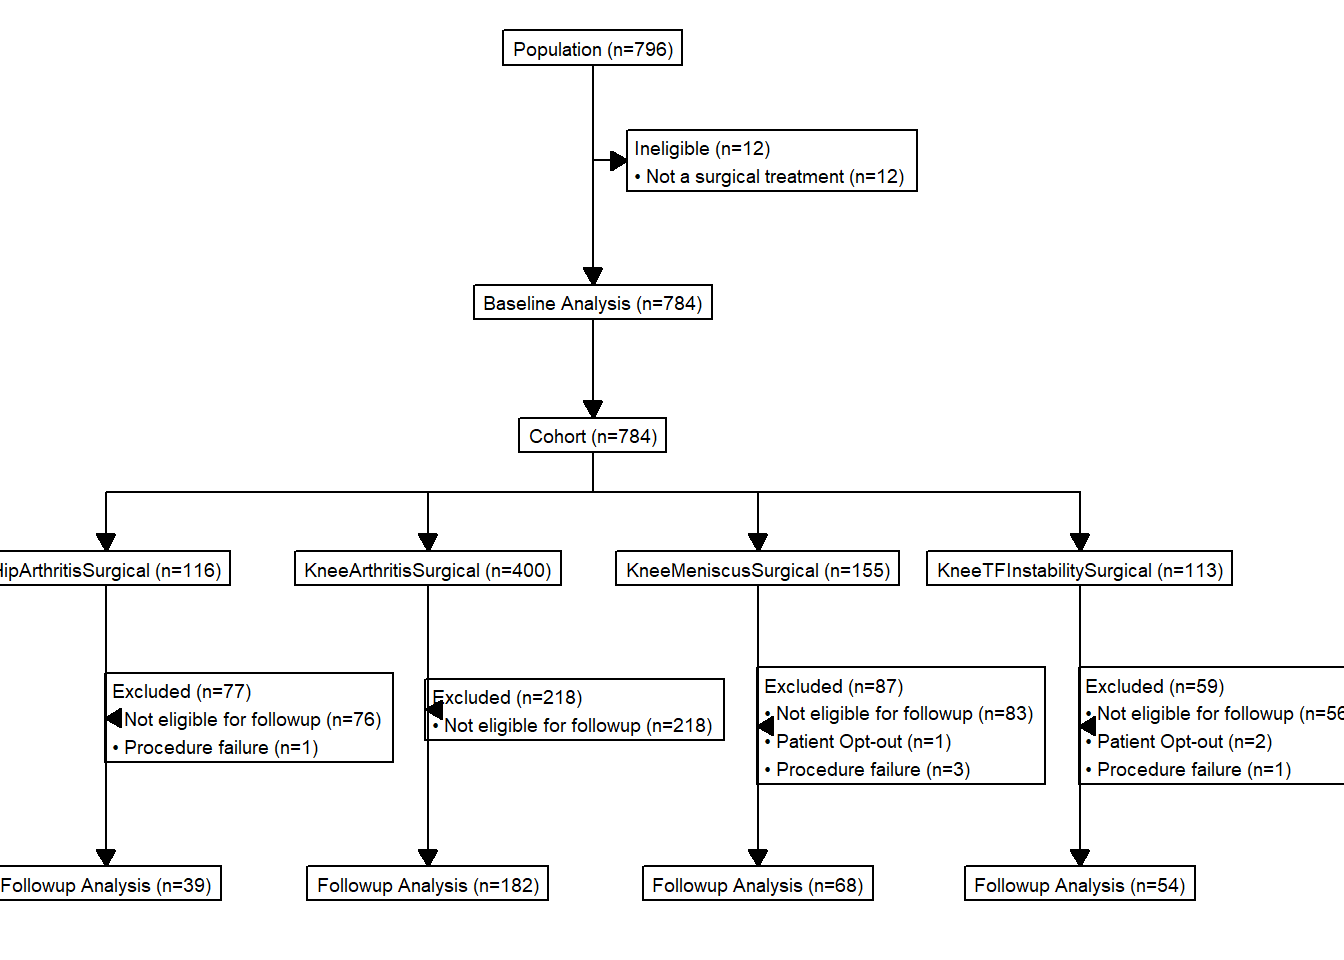 Population (n=796)
Ineligible (n=12)
• Not a surgical treatment (n=12)
Baseline Analysis (n=784)
Cohort (n=784)
HipArthritisSurgical (n=116)
KneeArthritisSurgical (n=400)
KneeMeniscusSurgical (n=155)
KneeTFInstabilitySurgical (n=113)
Excluded (n=77)
Not eligible for followup (n=76)
• Procedure failure (n=1)
Excluded (n=218)
• Not eligible for followup (n=218)
Excluded (n=87)
• Not eligible for followup (n=83)
• Patient Opt-out (n=1)
• Procedure failure (n=3)
Excluded (n=59)
• Not eligible for followup (n=56
• Patient Opt-out (n=2)
• Procedure failure (n=1)
Followup Analysis (n=39)
Followup Analysis (n=182)
Followup Analysis (n=68)
Followup Analysis (n=54)